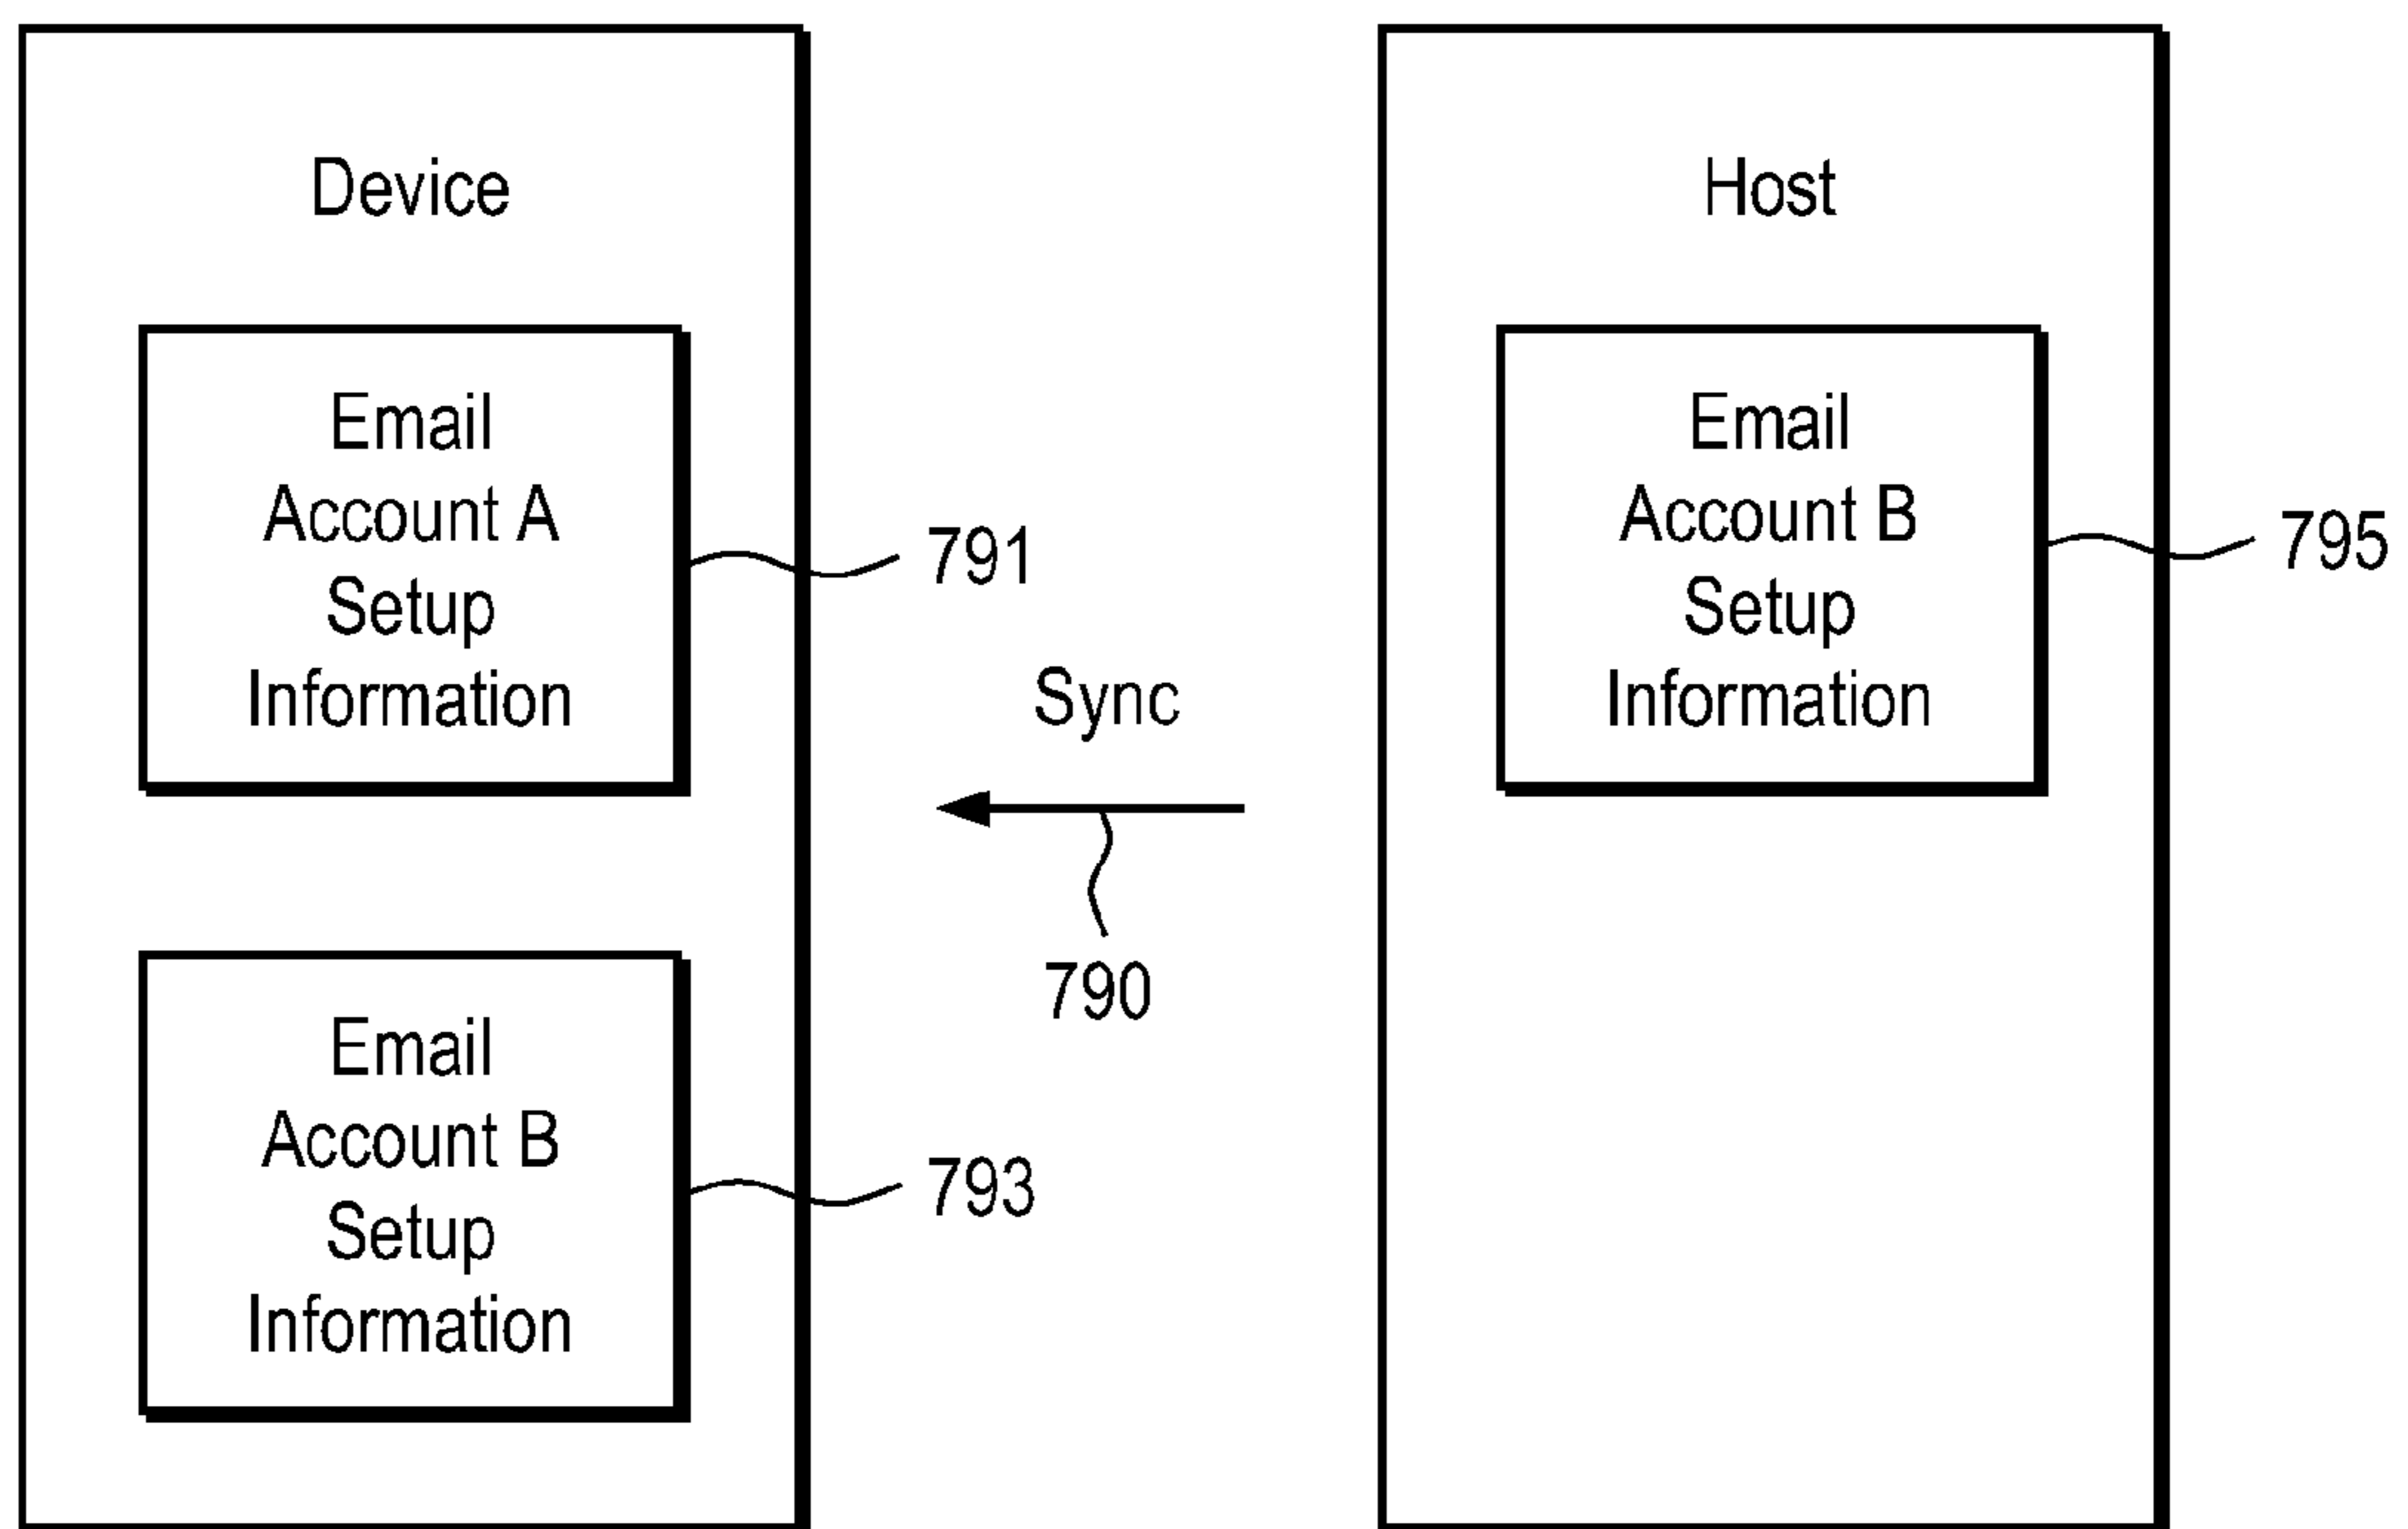 Device
Email
Account A
Setup
Information
791
Email
Account B
Setup
Information
793
Sync
790
Host
Email
Account B
Setup
Information
795